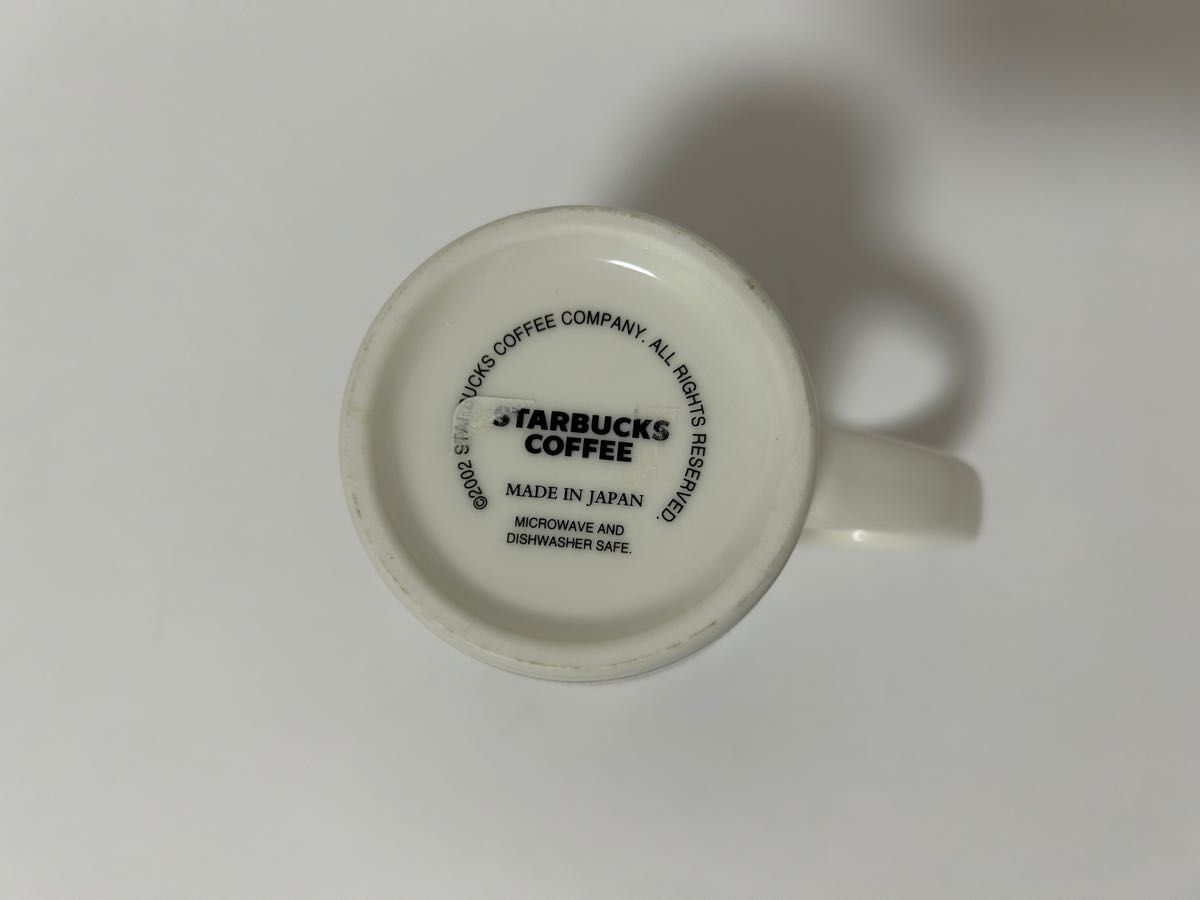 ©2002 STARBUCKS COFFEE COMPANY. ALL RIGHTS RESERVED.
STARBUCKS
COFFEE
MADE IN JAPAN
MICROWAVE AND
DISHWASHER SAFE.